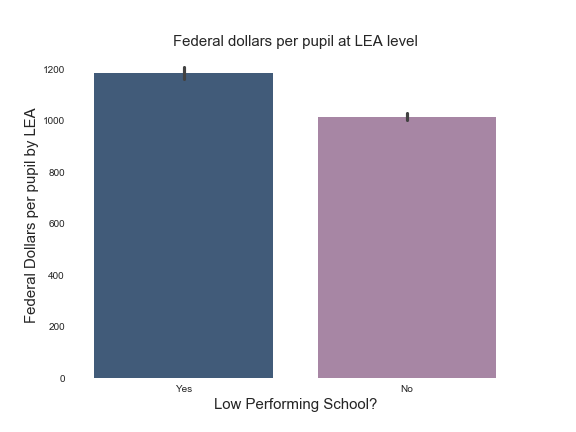 Federal dollars per pupil at LEA level
Federal Dollars per pupil by LEA
1200
1000
800
600
400
200
0
Yes
No
Low Performing School?